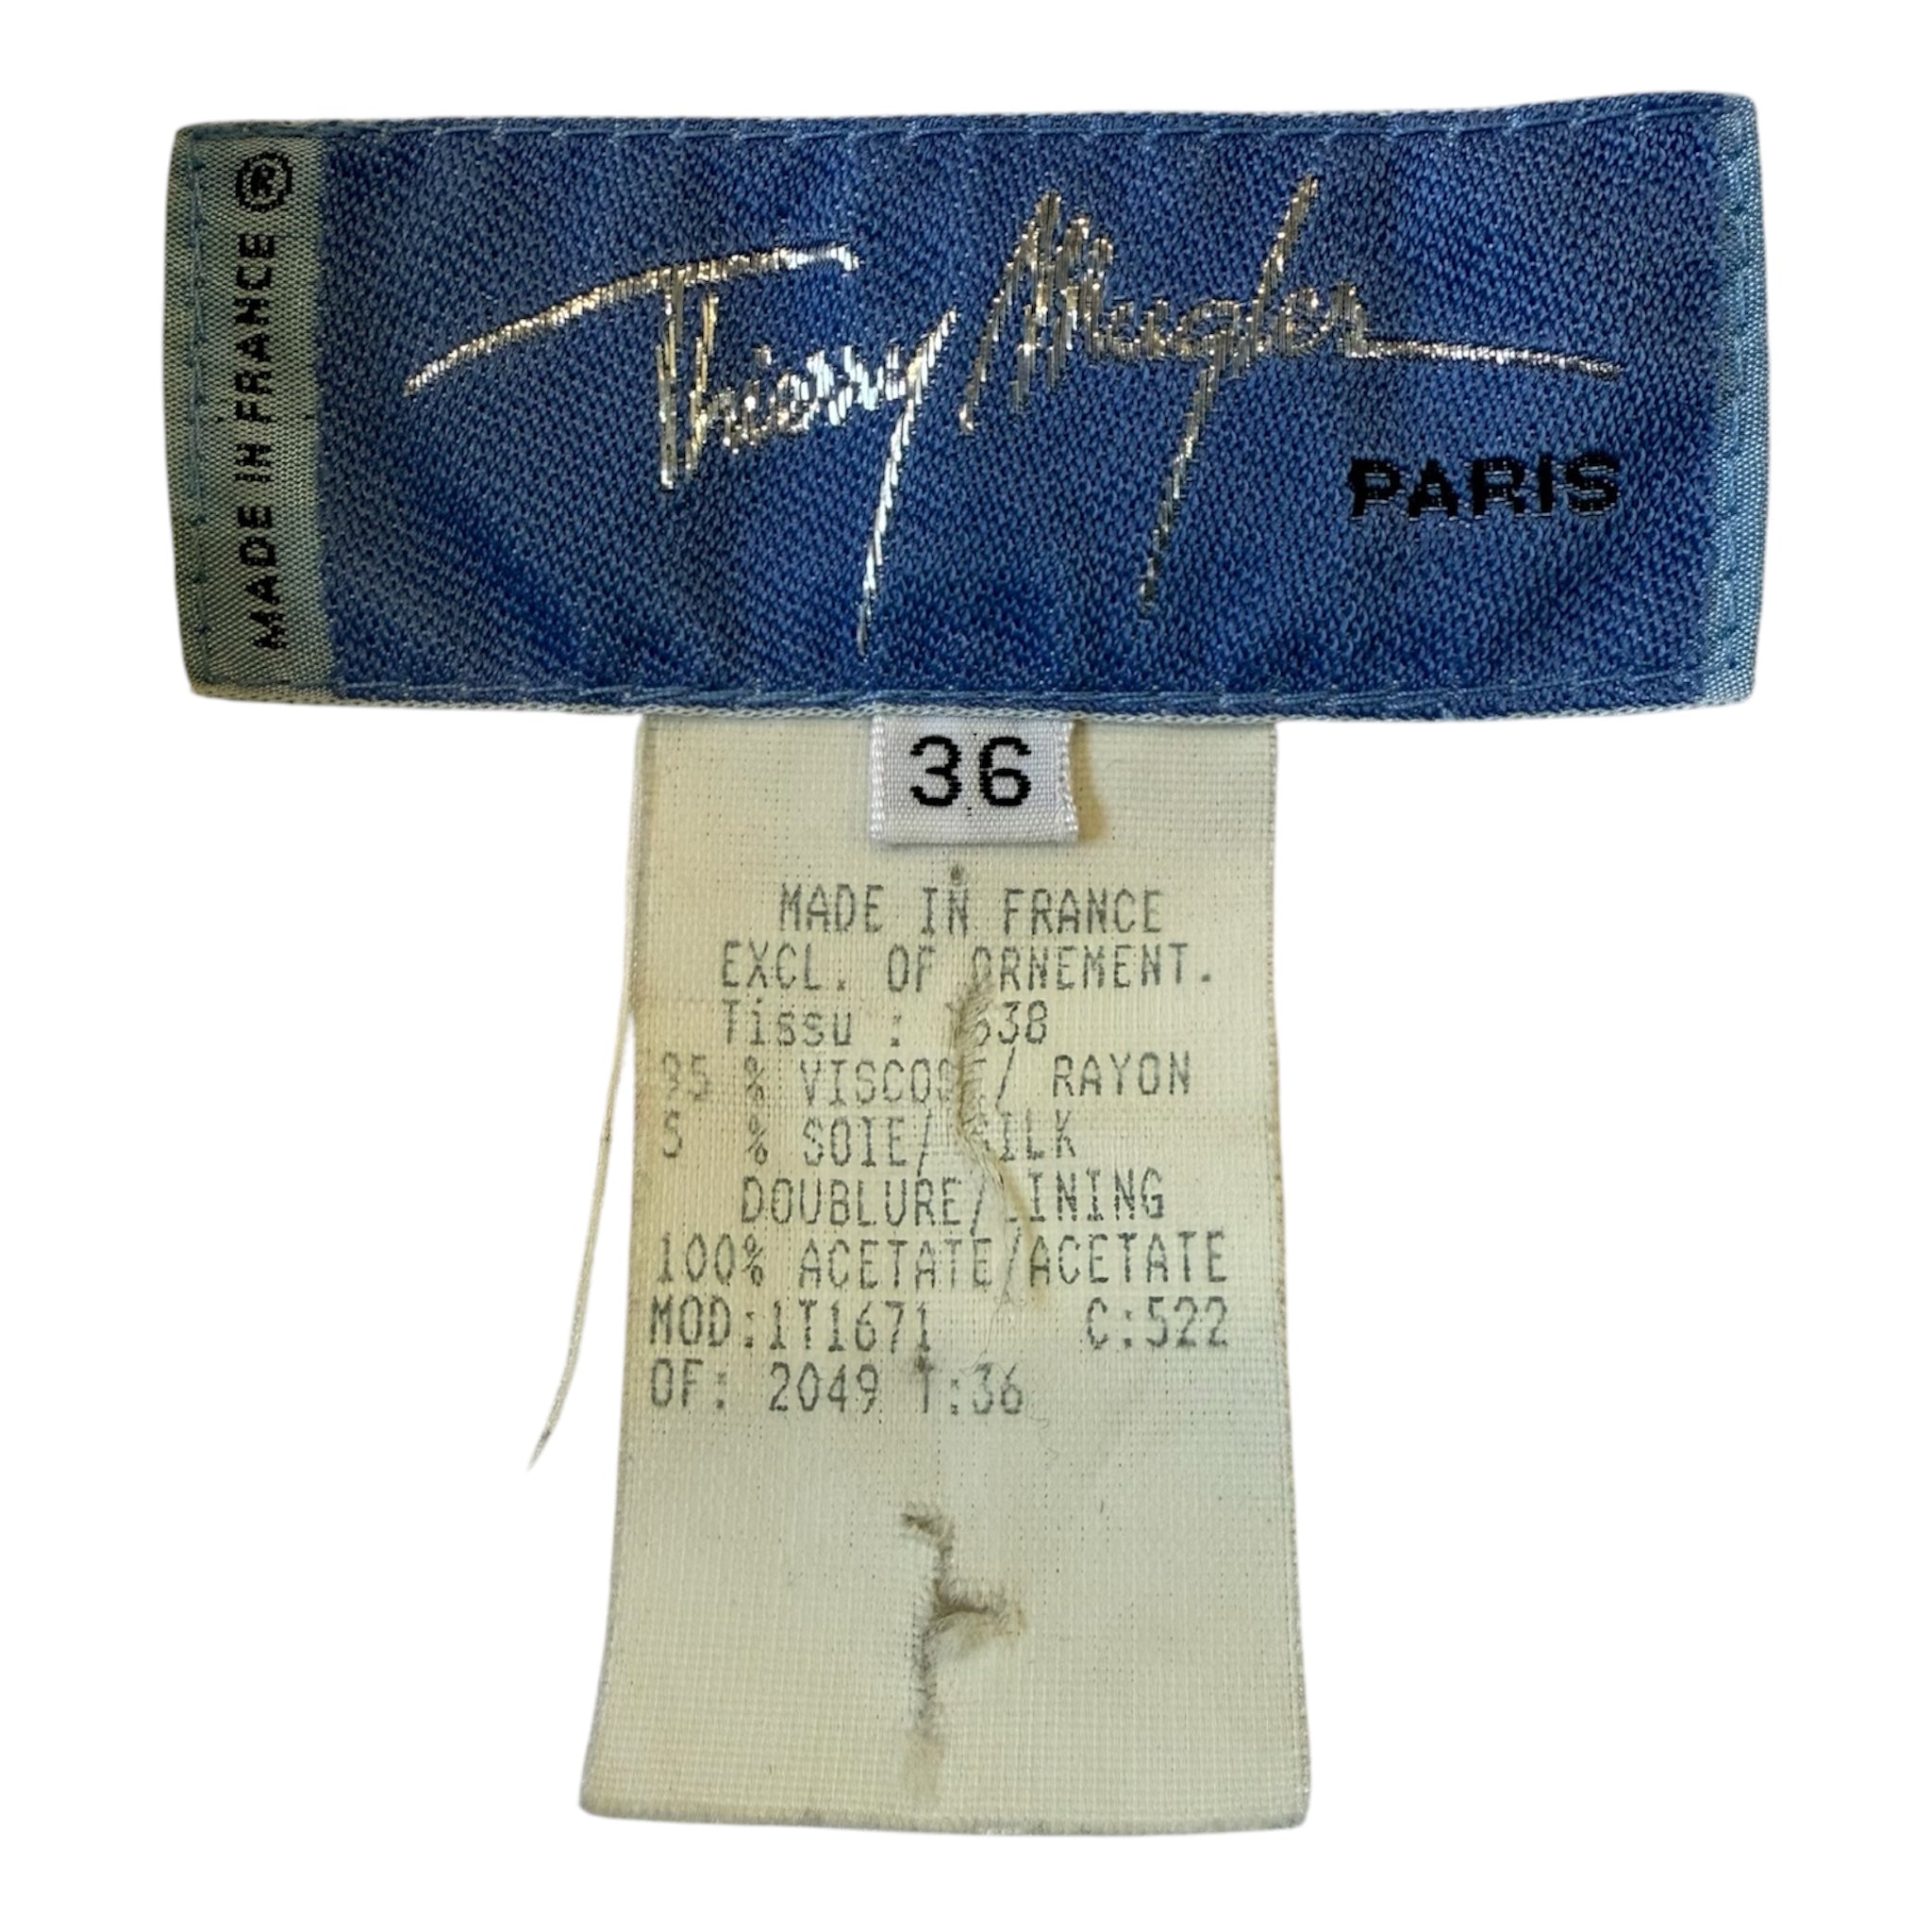 MADE IN FRANCE ®
Thierry Mugler
PARIS
36
MADE IN FRANCE
EXCL. OF ORNEMENT.
Tissu :
95 % VISCOSE/ RAYON
5 % SOIE/ SILK
DOUBLURE/LINING
100% ACETATE/ACETATE
MOD:1T1671 C:522
OF: 2049 T:36